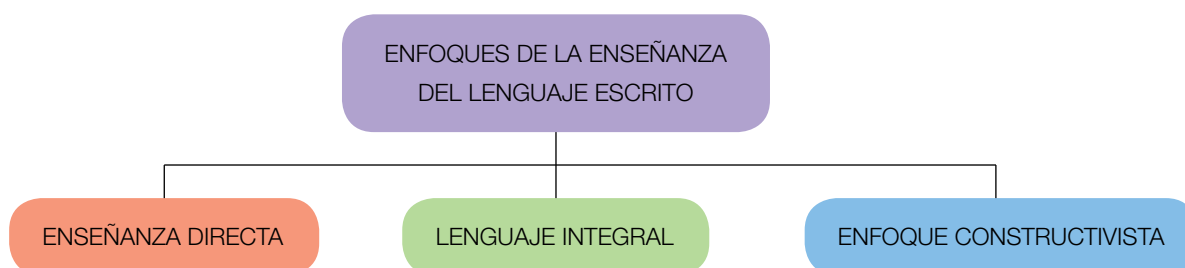 ENFOQUES DE LA ENSEÑANZA
DEL LENGUAJE ESCRITO
ENSEÑANZA DIRECTA
LENGUAJE INTEGRAL
ENFOQUE CONSTRUCTIVISTA